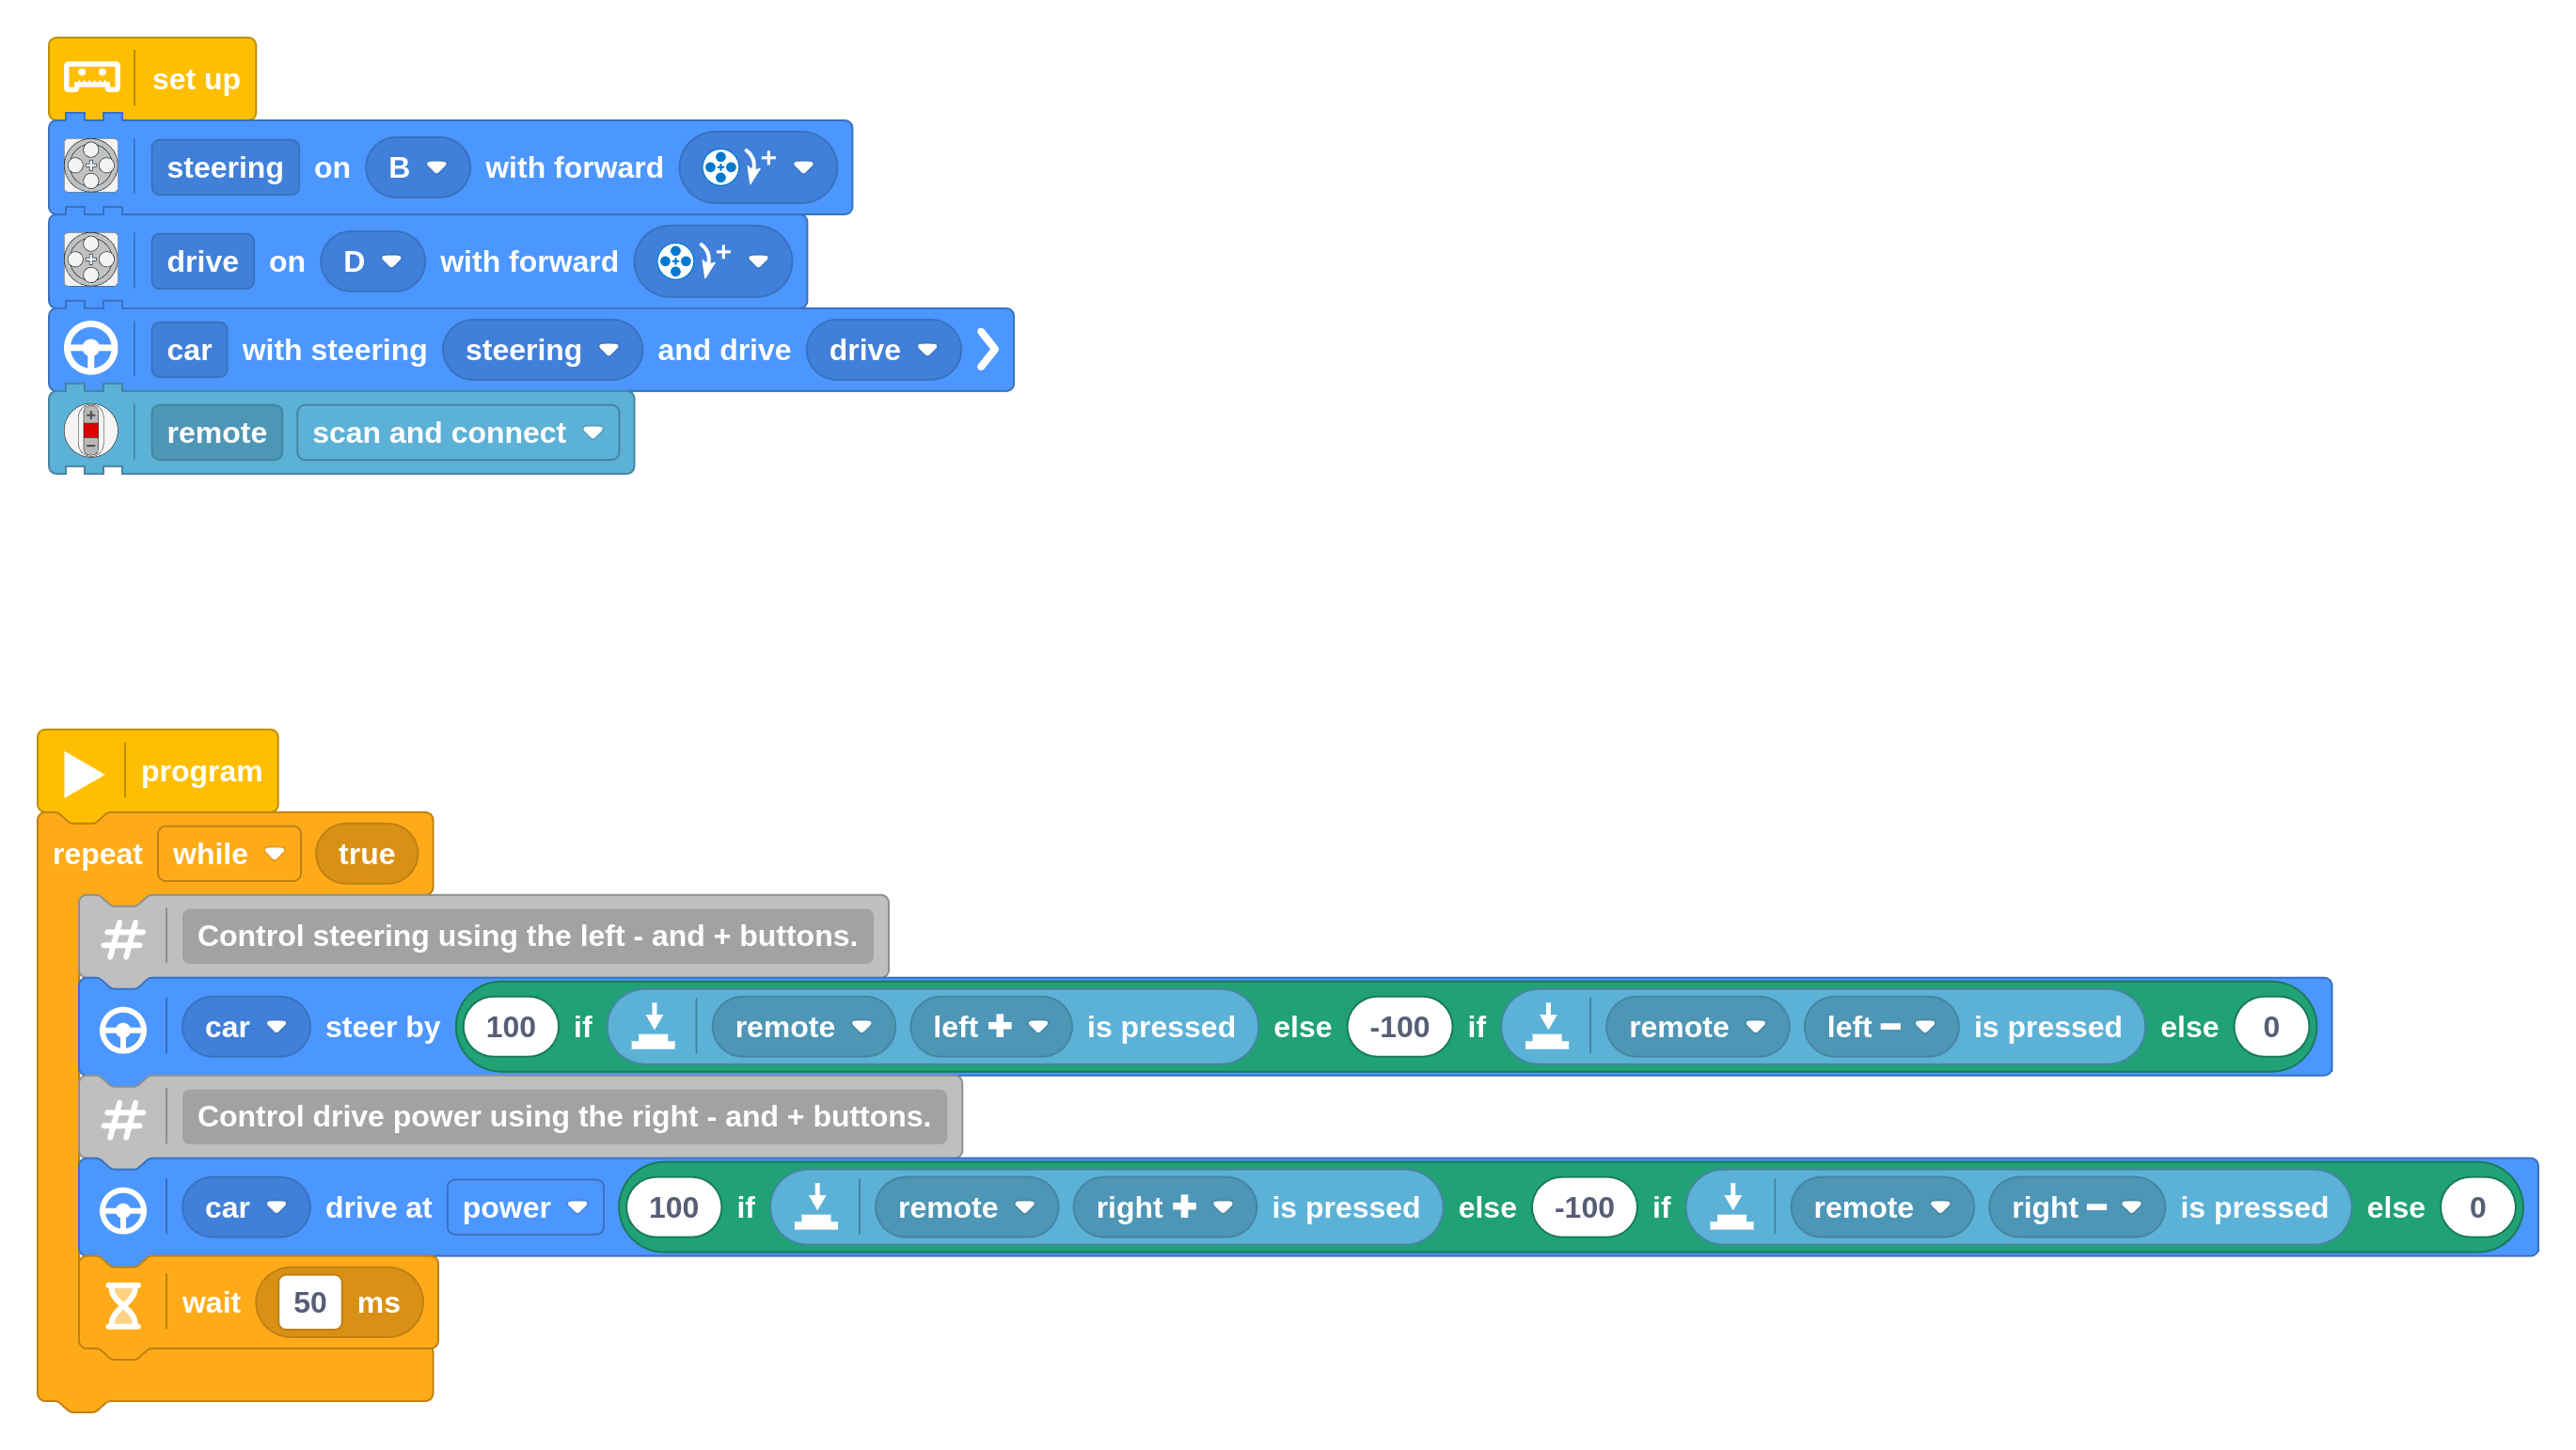 set up
steering on B with forward +
drive on D with forward +
car with steering steering and drive drive
remote scan and connect
program
repeat while true
# Control steering using the left - and + buttons.
car steer by 100 if remote left + is pressed else -100 if remote left − is pressed else 0
# Control drive power using the right - and + buttons.
car drive at power 100 if remote right + is pressed else -100 if remote right − is pressed else 0
wait 50 ms